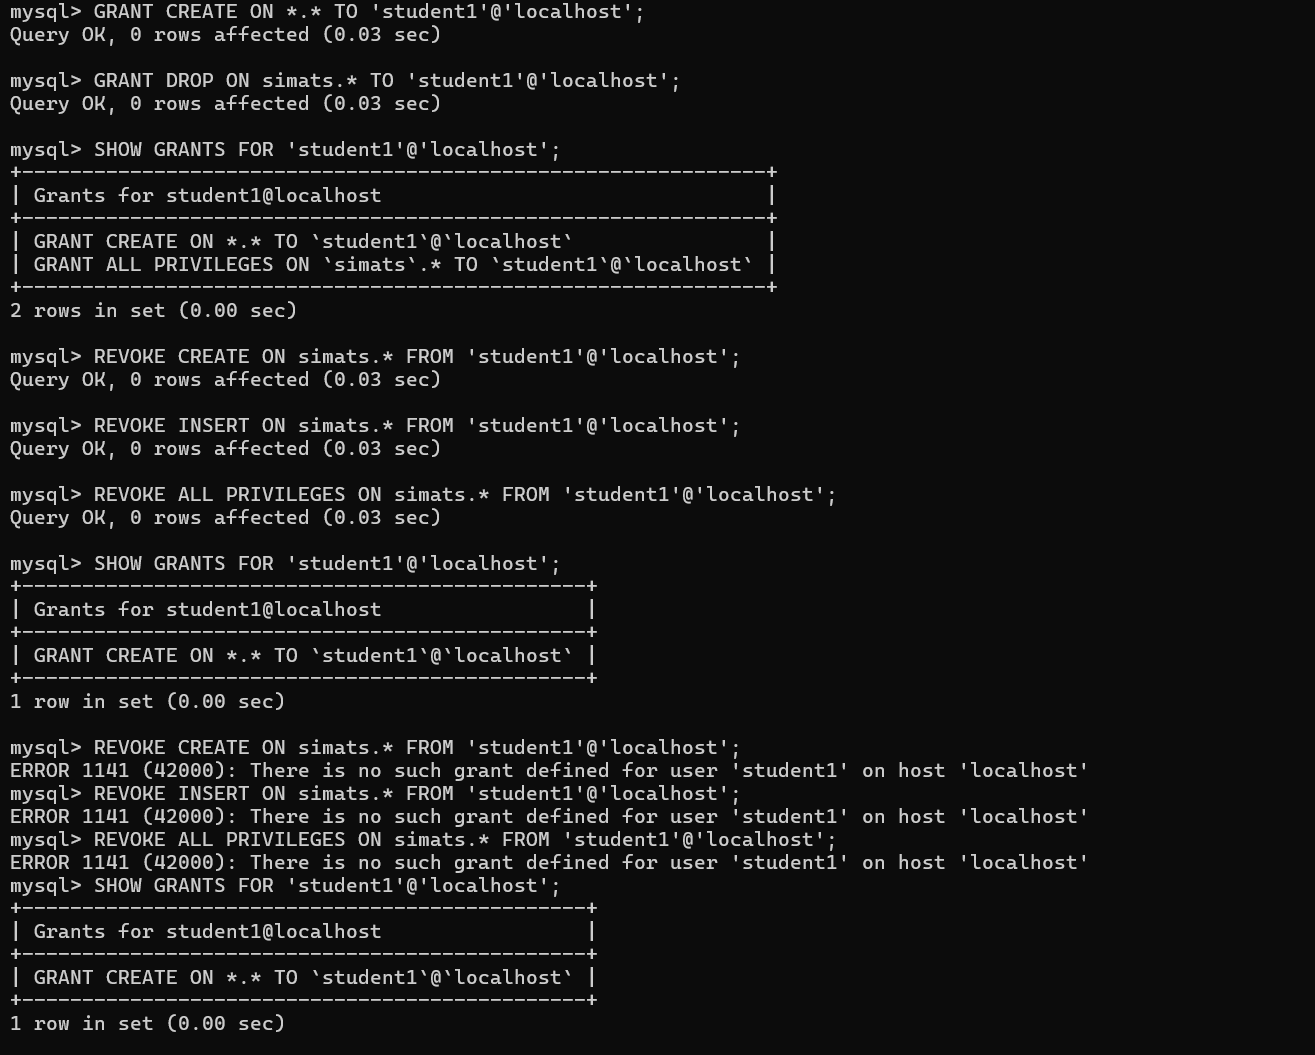 mysql> GRANT CREATE ON *.* TO 'student1'@'localhost';
Query OK, 0 rows affected (0.03 sec)

mysql> GRANT DROP ON simats.* TO 'student1'@'localhost';
Query OK, 0 rows affected (0.03 sec)

mysql> SHOW GRANTS FOR 'student1'@'localhost';
+--------------------------------------------------------------+
| Grants for student1@localhost                                |
+--------------------------------------------------------------+
| GRANT CREATE ON *.* TO `student1`@`localhost`                |
| GRANT ALL PRIVILEGES ON `simats`.* TO `student1`@`localhost` |
+--------------------------------------------------------------+
2 rows in set (0.00 sec)

mysql> REVOKE CREATE ON simats.* FROM 'student1'@'localhost';
Query OK, 0 rows affected (0.03 sec)

mysql> REVOKE INSERT ON simats.* FROM 'student1'@'localhost';
Query OK, 0 rows affected (0.03 sec)

mysql> REVOKE ALL PRIVILEGES ON simats.* FROM 'student1'@'localhost';
Query OK, 0 rows affected (0.03 sec)

mysql> SHOW GRANTS FOR 'student1'@'localhost';
+-----------------------------------------------+
| Grants for student1@localhost                 |
+-----------------------------------------------+
| GRANT CREATE ON *.* TO `student1`@`localhost` |
+-----------------------------------------------+
1 row in set (0.00 sec)

mysql> REVOKE CREATE ON simats.* FROM 'student1'@'localhost';
ERROR 1141 (42000): There is no such grant defined for user 'student1' on host 'localhost'
mysql> REVOKE INSERT ON simats.* FROM 'student1'@'localhost';
ERROR 1141 (42000): There is no such grant defined for user 'student1' on host 'localhost'
mysql> REVOKE ALL PRIVILEGES ON simats.* FROM 'student1'@'localhost';
ERROR 1141 (42000): There is no such grant defined for user 'student1' on host 'localhost'
mysql> SHOW GRANTS FOR 'student1'@'localhost';
+-----------------------------------------------+
| Grants for student1@localhost                 |
+-----------------------------------------------+
| GRANT CREATE ON *.* TO `student1`@`localhost` |
+-----------------------------------------------+
1 row in set (0.00 sec)